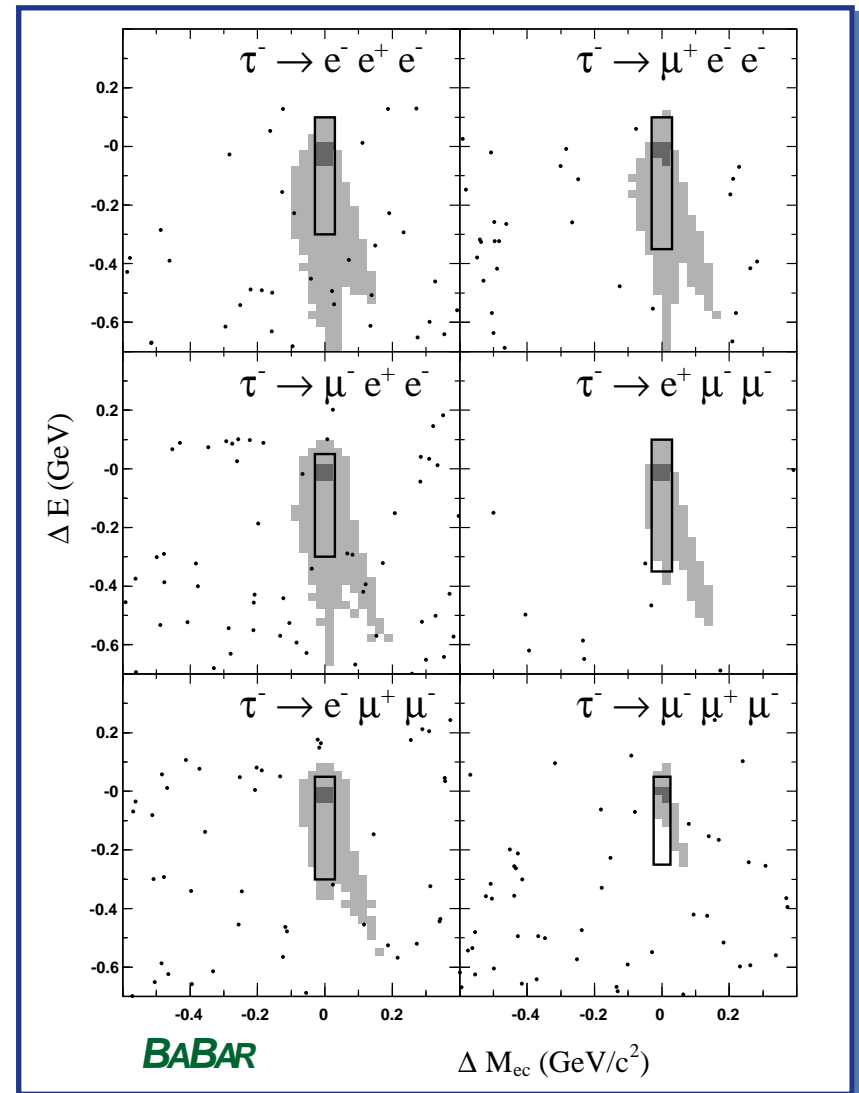 τ⁻ → e⁻ e⁺ e⁻
τ⁻ → μ⁺ e⁻ e⁻
0.2
-0
-0.2
-0.4
-0.6
τ⁻ → μ⁻ e⁺ e⁻
τ⁻ → e⁺ μ⁻ μ⁻
0.2
-0
-0.2
-0.4
-0.6
Δ E (GeV)
τ⁻ → e⁻ μ⁺ μ⁻
τ⁻ → μ⁻ μ⁺ μ⁻
0.2
-0
-0.2
-0.4
-0.6
-0.4 -0.2 0 0.2 -0.4 -0.2 0 0.2
BABAR
Δ M_ec (GeV/c²)